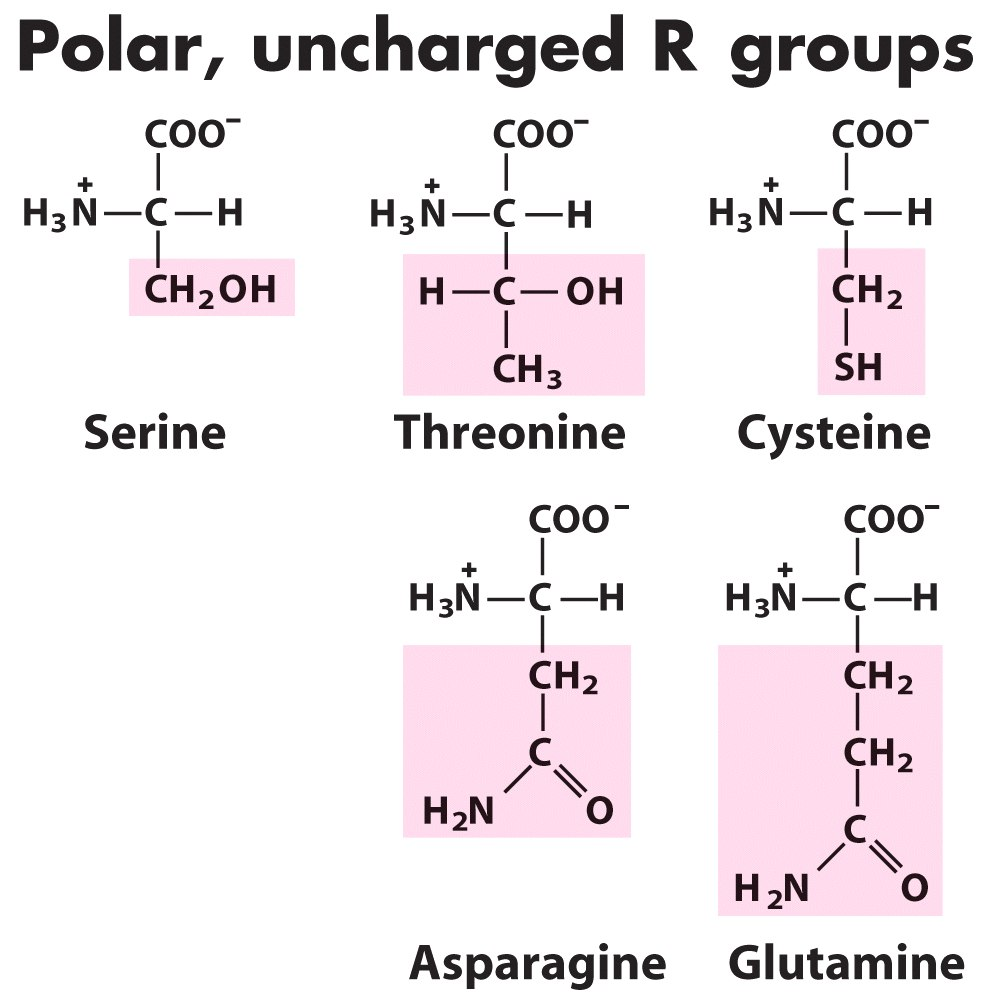 Polar, uncharged R groups
COO⁻ COO⁻ COO⁻
H₃N⁺—C—H H₃N⁺—C—H H₃N⁺—C—H
CH₂OH H—C—OH CH₂
CH₃ SH
Serine Threonine Cysteine
COO⁻ COO⁻
H₃N⁺—C—H H₃N⁺—C—H
CH₂ CH₂
C CH₂
H₂N O C
H₂N O
Asparagine Glutamine